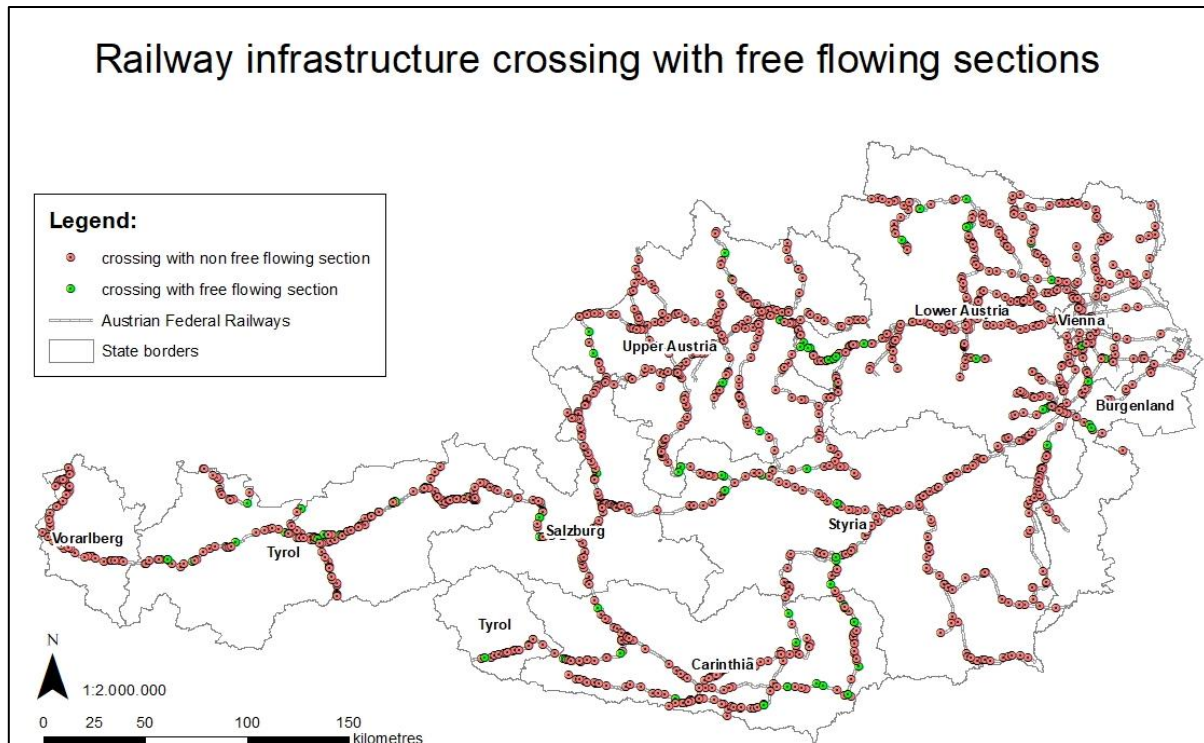 Railway infrastructure crossing with free flowing sections
Legend:
crossing with non free flowing section
crossing with free flowing section
Austrian Federal Railways
State borders
Lower Austria
Vienna
Upper Austria
Burgenland
Vorarlberg
Tyrol
Salzburg
Styria
Tyrol
Carinthia
N
1:2.000.000
0 25 50 100 150
kilometres